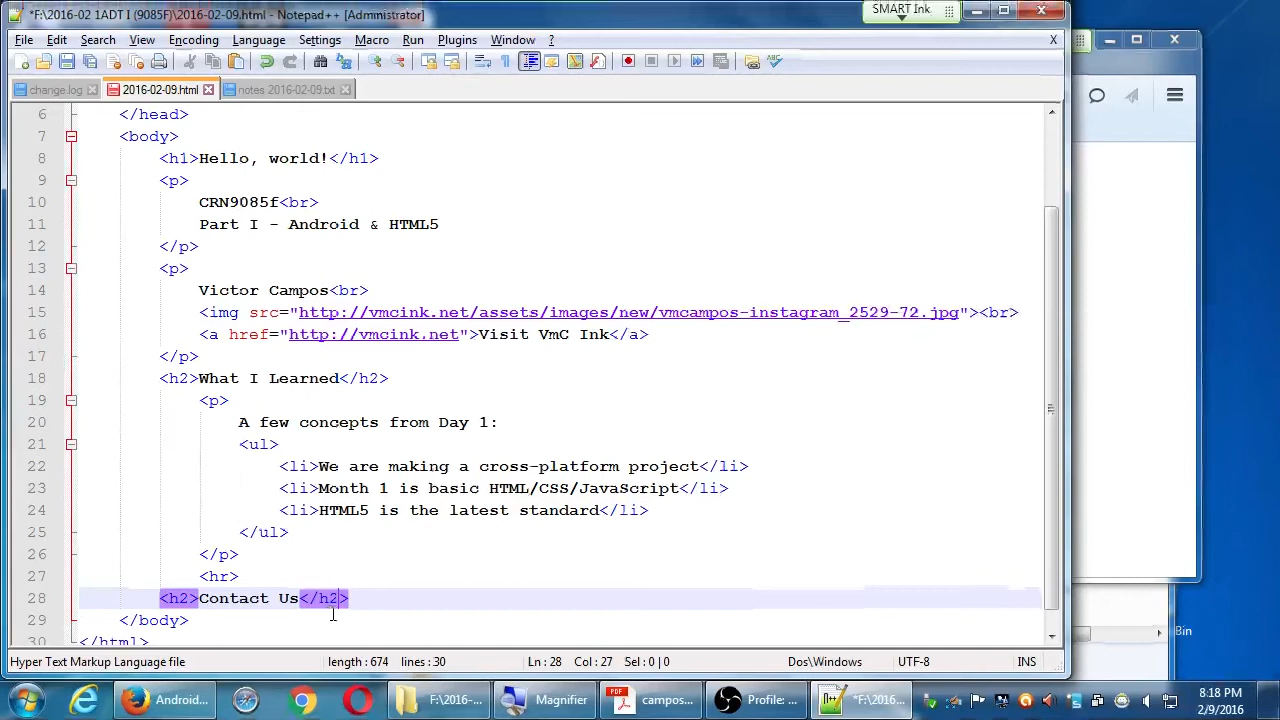 *F:\2016-02 1ADT I (9085F)\2016-02-09.html - Notepad++ [Administrator]
SMART Ink
File Edit Search View Encoding Language Settings Macro Run Plugins Window ? X
change.log 2016-02-09.html notes 2016-02-09.txt
6 </head>
7 <body>
8 <h1>Hello, world!</h1>
9 <p>
10 CRN9085f<br>
11 Part I - Android & HTML5
12 </p>
13 <p>
14 Victor Campos<br>
15 <img src="http://vmcink.net/assets/images/new/vmcampos-instagram_2529-72.jpg"><br>
16 <a href="http://vmcink.net">Visit VmC Ink</a>
17 </p>
18 <h2>What I Learned</h2>
19 <p>
20 A few concepts from Day 1:
21 <ul>
22 <li>We are making a cross-platform project</li>
23 <li>Month 1 is basic HTML/CSS/JavaScript</li>
24 <li>HTML5 is the latest standard</li>
25 </ul>
26 </p>
27 <hr>
28 <h2>Contact Us</h2>
29 </body>
30 </html>
Bin
Hyper Text Markup Language file length : 674 lines : 30 Ln : 28 Col : 27 Sel : 0 | 0 Dos\Windows UTF-8 INS
Android... F:\2016-... Magnifier campos... Profile: ... *F:\2016... 8:18 PM
2/9/2016